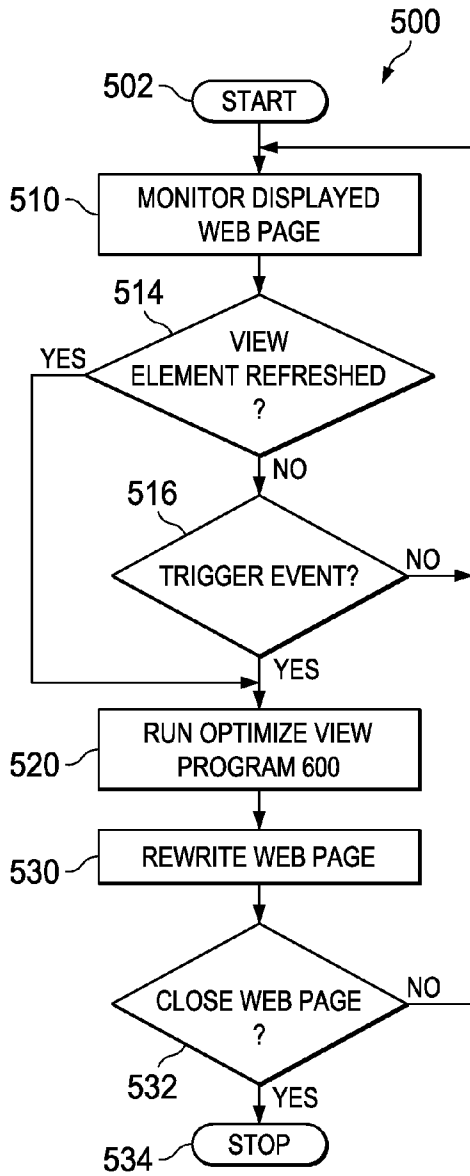 500
502
START
510
MONITOR DISPLAYED
WEB PAGE
514
YES
VIEW
ELEMENT REFRESHED
?
NO
516
TRIGGER EVENT?
NO
YES
520
RUN OPTIMIZE VIEW
PROGRAM 600
530
REWRITE WEB PAGE
CLOSE WEB PAGE
?
NO
532
YES
534
STOP